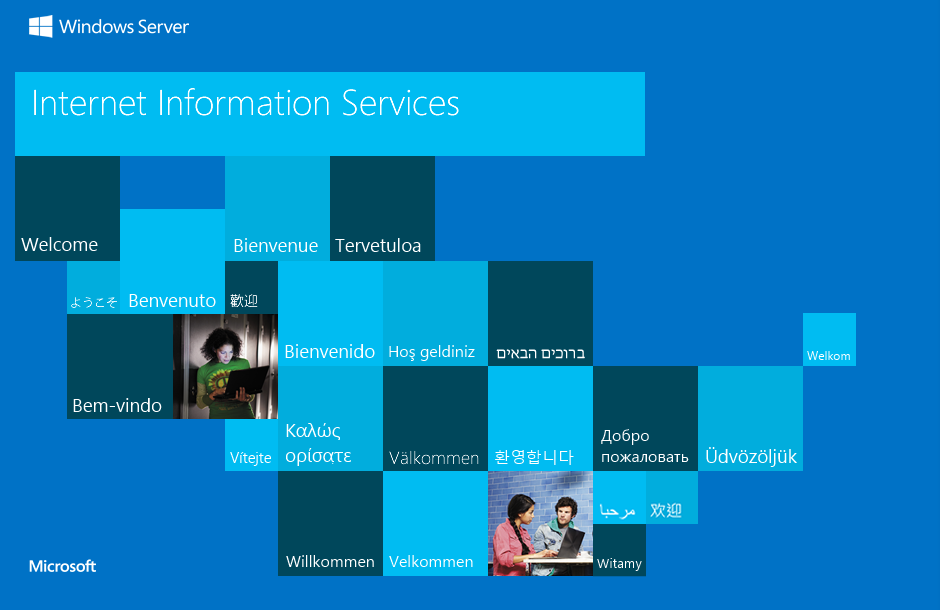 Windows Server
Internet Information Services
Welcome
Bienvenue
Tervetuloa
ようこそ
Benvenuto
歡迎
Bienvenido
Hoş geldiniz
ברוכים הבאים
Welkom
Bem-vindo
Vítejte
Καλώς
ορίσατε
Välkommen
환영합니다
Добро
пожаловать
Üdvözöljük
مرحبا
欢迎
Willkommen
Velkommen
Witamy
Microsoft